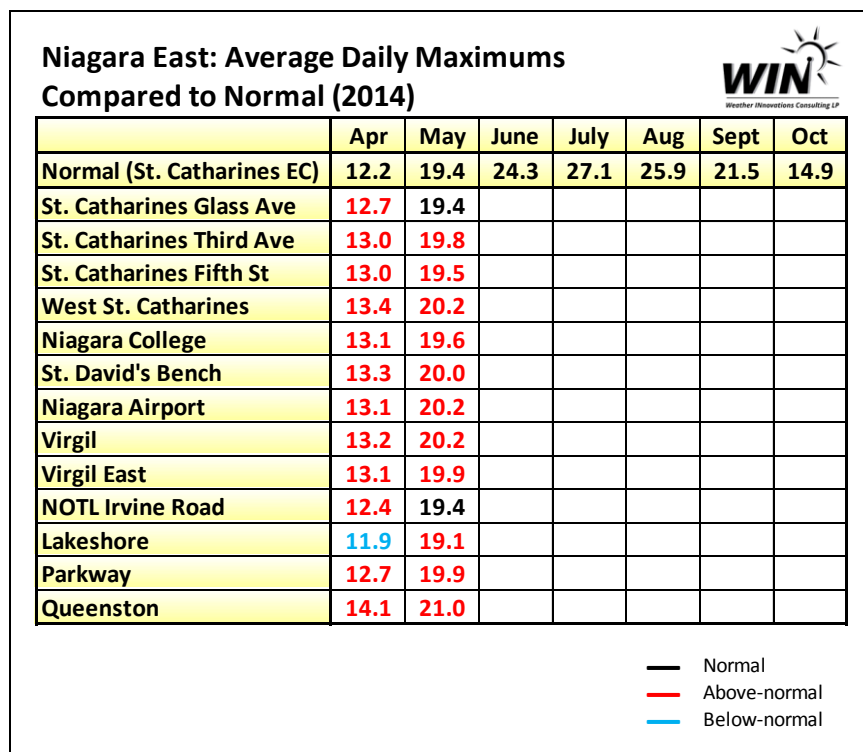 Niagara East: Average Daily Maximums
Compared to Normal (2014)
WIN
Weather INnovations Consulting LP
Apr May June July Aug Sept Oct
Normal (St. Catharines EC) 12.2 19.4 24.3 27.1 25.9 21.5 14.9
St. Catharines Glass Ave 12.7 19.4
St. Catharines Third Ave 13.0 19.8
St. Catharines Fifth St 13.0 19.5
West St. Catharines 13.4 20.2
Niagara College 13.1 19.6
St. David's Bench 13.3 20.0
Niagara Airport 13.1 20.2
Virgil 13.2 20.2
Virgil East 13.1 19.9
NOTL Irvine Road 12.4 19.4
Lakeshore 11.9 19.1
Parkway 12.7 19.9
Queenston 14.1 21.0
Normal
Above-normal
Below-normal